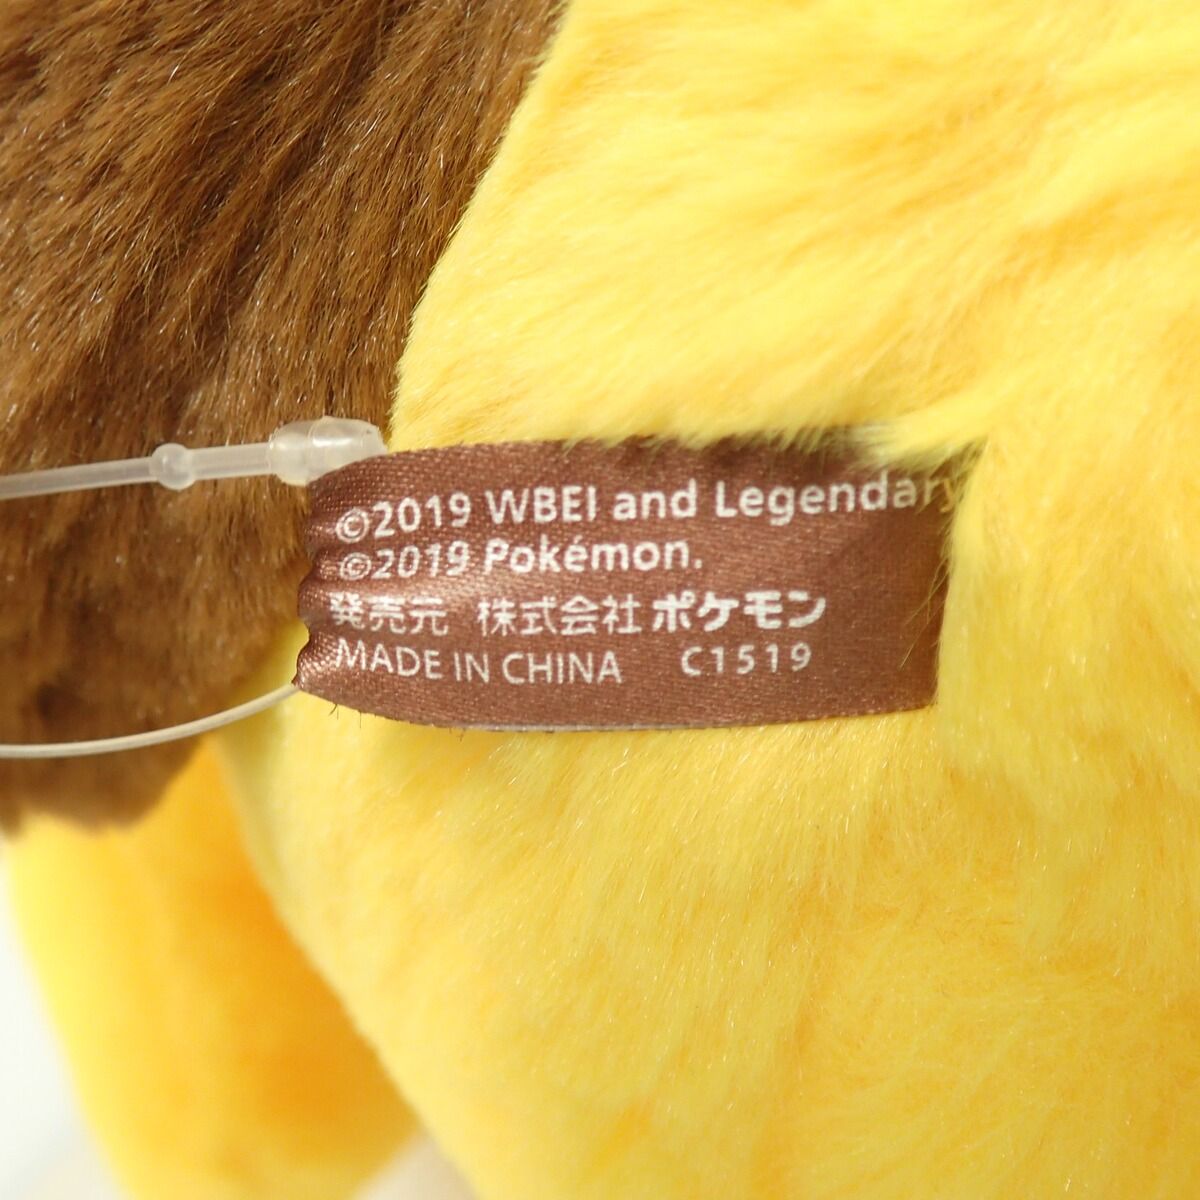 ©2019 WBEI and Legendary
©2019 Pokémon.
発売元 株式会社ポケモン
MADE IN CHINA C1519